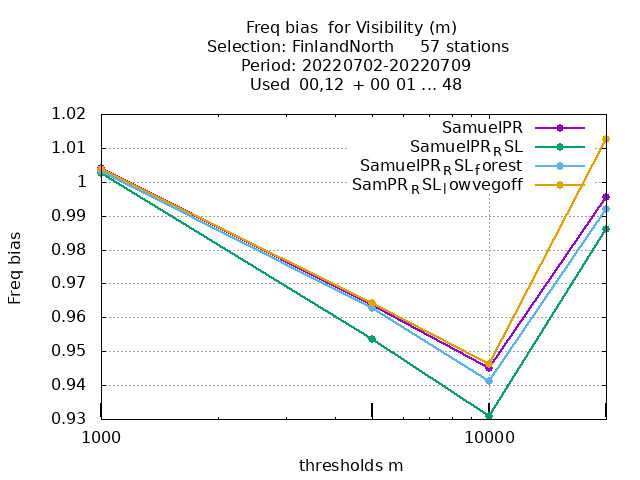 Freq bias  for Visibility (m)
Selection: FinlandNorth     57 stations
Period: 20220702-20220709
Used  00,12  + 00 01 ... 48
1.02
1.01
1
0.99
0.98
0.97
0.96
0.95
0.94
0.93
Freq bias
SamuelPR
SamuelPR_RSL
SamuelPR_RSL_forest
SamPR_RSL_lowvegoff
1000
10000
thresholds m